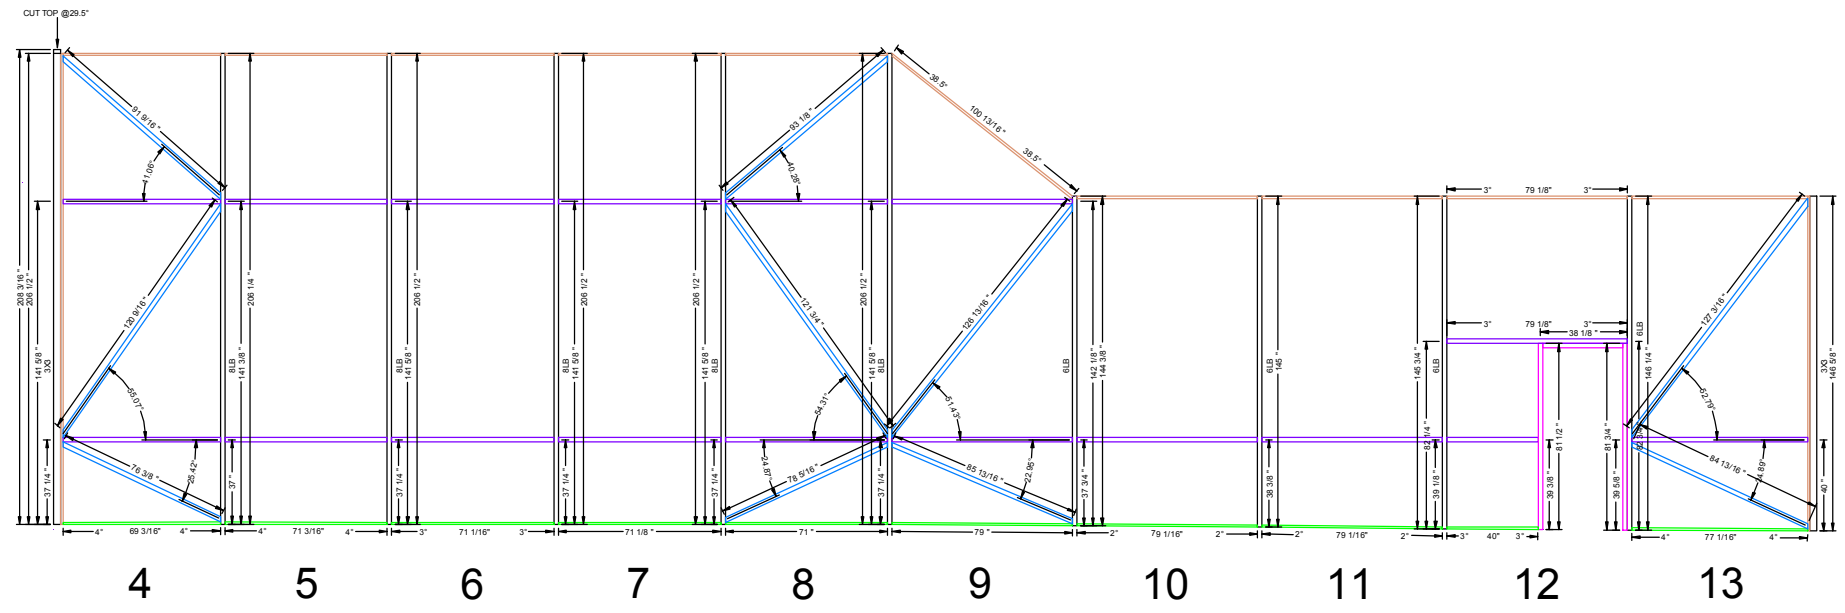 CUT TOP @29.5"
208 3/16 "
206 1/2 "
141 5/8 "
3X3
37 1/4 "
91 9/16 "
41.06°
120 9/16 "
55.07°
76 3/8 "
25.42°
4"
69 3/16"
4"
8LB
141 3/8 "
206 1/4 "
37 "
4"
71 3/16"
4"
8LB
141 5/8 "
206 1/2 "
37 1/4 "
3"
71 1/16"
3"
8LB
141 5/8 "
206 1/2 "
37 1/4 "
71 1/8 "
206 1/2 "
141 5/8 "
8LB
37 1/4 "
93 1/8 "
40.28°
121 3/4 "
54.31°
24.87°
78 5/16 "
71 "
206 1/2 "
141 5/8 "
8LB
37 1/4 "
38.5°
100 13/16 "
38.5°
126 13/16 "
51.43°
85 13/16 "
22.95°
79 "
6LB
142 1/8 "
144 3/8 "
37 3/4 "
2"
79 1/16"
2"
6LB
145 "
38 3/8 "
2"
79 1/16"
2"
145 3/4 "
6LB
82 1/4 "
39 1/8 "
3"
79 1/8"
3"
3"
79 1/8"
3"
38 1/8 "
81 1/2 "
39 3/8 "
81 3/4 "
39 5/8 "
3"
40"
3"
6LB
146 1/4 "
127 3/16 "
52.79°
84 13/16 "
24.89°
4"
77 1/16"
4"
3X3
146 5/8 "
40 "
4
5
6
7
8
9
10
11
12
13